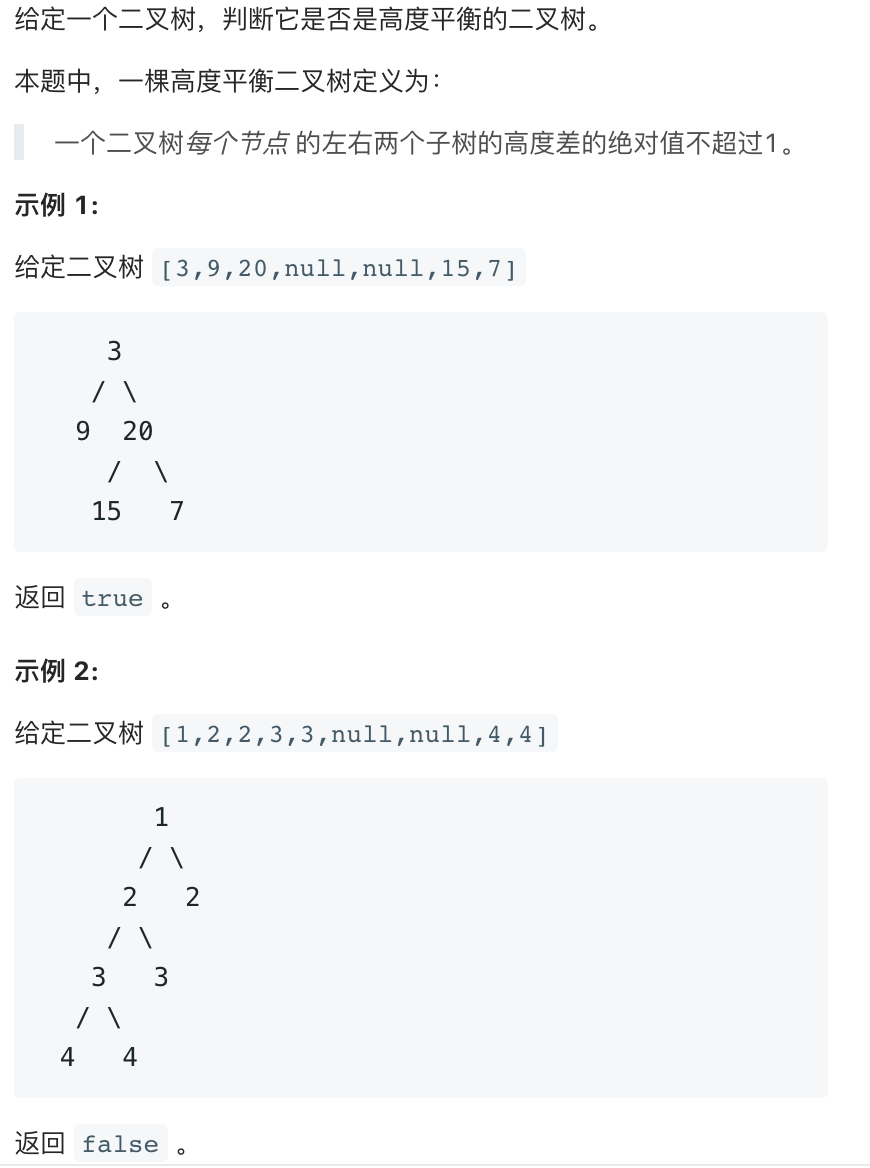 给定一个二叉树，判断它是否是高度平衡的二叉树。
本题中，一棵高度平衡二叉树定义为：
一个二叉树每个节点 的左右两个子树的高度差的绝对值不超过1。
示例 1:
给定二叉树 [3,9,20,null,null,15,7]
3
/ \
9 20
/ \
15 7
返回 true 。
示例 2:
给定二叉树 [1,2,2,3,3,null,null,4,4]
1
/ \
2 2
/ \
3 3
/ \
4 4
返回 false 。